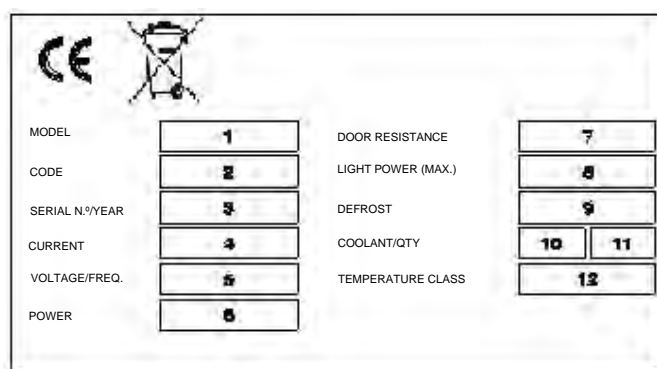 CE
MODEL 1
CODE 2
SERIAL N.º/YEAR 3
CURRENT 4
VOLTAGE/FREQ. 5
POWER 6
DOOR RESISTANCE 7
LIGHT POWER (MAX.) 8
DEFROST 9
COOLANT/QTY 10 11
TEMPERATURE CLASS 12